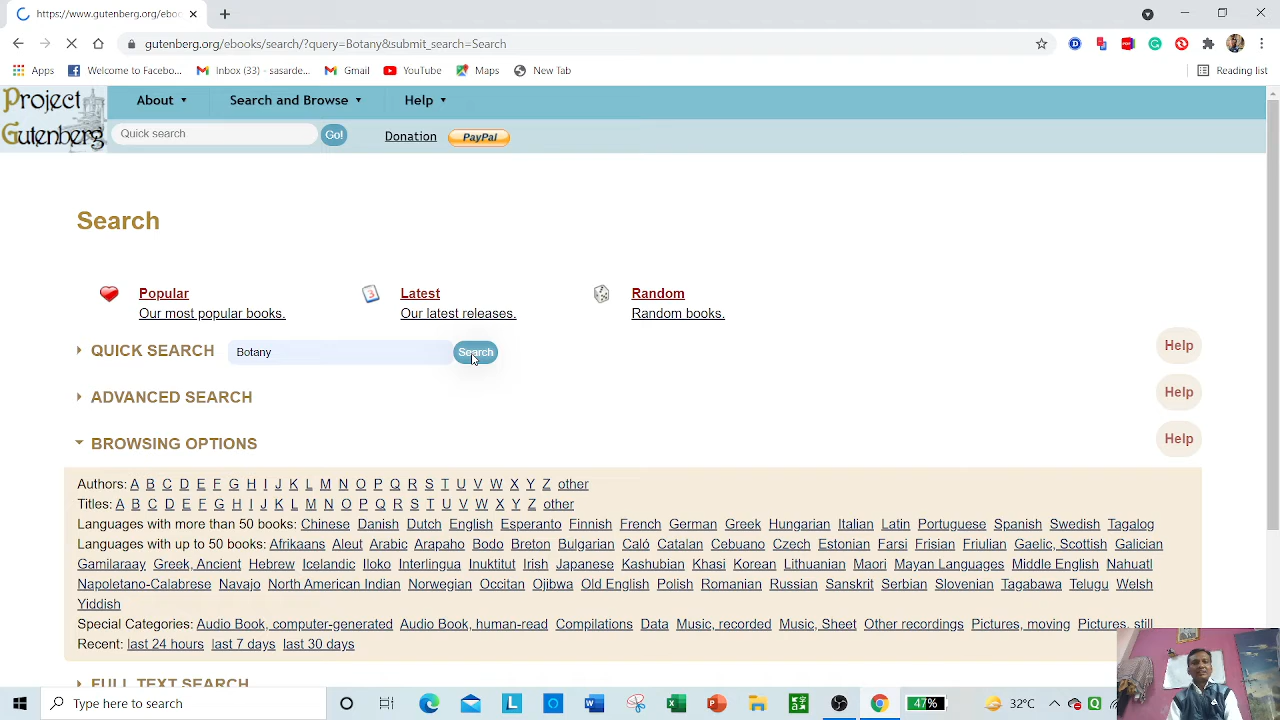 https://www.gutenberg.org/ebook
gutenberg.org/ebooks/search/?query=Botany&submit_search=Search
Apps Welcome to Facebo... Inbox (33) - sasarde... Gmail YouTube Maps New Tab Reading list
Project Gutenberg
About Search and Browse Help
Quick search Go! Donation PayPal
Search
Popular Latest Random
Our most popular books. Our latest releases. Random books.
QUICK SEARCH Botany Search Help
ADVANCED SEARCH Help
BROWSING OPTIONS Help
Authors: A B C D E F G H I J K L M N O P Q R S T U V W X Y Z other
Titles: A B C D E F G H I J K L M N O P Q R S T U V W X Y Z other
Languages with more than 50 books: Chinese Danish Dutch English Esperanto Finnish French German Greek Hungarian Italian Latin Portuguese Spanish Swedish Tagalog
Languages with up to 50 books: Afrikaans Aleut Arabic Arapaho Bodo Breton Bulgarian Caló Catalan Cebuano Czech Estonian Farsi Frisian Friulian Gaelic, Scottish Galician
Gamilaraay Greek, Ancient Hebrew Icelandic Iloko Interlingua Inuktitut Irish Japanese Kashubian Khasi Korean Lithuanian Maori Mayan Languages Middle English Nahuatl
Napoletano-Calabrese Navajo North American Indian Norwegian Occitan Ojibwa Old English Polish Romanian Russian Sanskrit Serbian Slovenian Tagabawa Telugu Welsh
Yiddish
Special Categories: Audio Book, computer-generated Audio Book, human-read Compilations Data Music, recorded Music, Sheet Other recordings Pictures, moving Pictures, still
Recent: last 24 hours last 7 days last 30 days
FULL TEXT SEARCH
Type here to search 47% 32°C